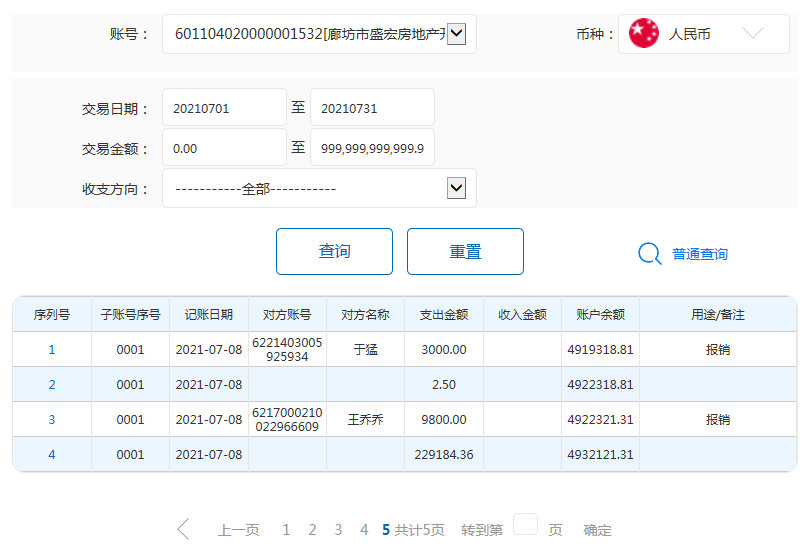 账号： 601104020000001532[廊坊市盛宏房地产开 币种： 人民币
交易日期： 20210701 至 20210731
交易金额： 0.00 至 999,999,999,999.9
收支方向： -----------全部-----------
查询 重置 普通查询
序列号 子账号序号 记账日期 对方账号 对方名称 支出金额 收入金额 账户余额 用途/备注
1 0001 2021-07-08 6221403005925934 于猛 3000.00 4919318.81 报销
2 0001 2021-07-08 2.50 4922318.81
3 0001 2021-07-08 6217000210022966609 王乔乔 9800.00 4922321.31 报销
4 0001 2021-07-08 229184.36 4932121.31
上一页 1 2 3 4 5 共计5页 转到第 页 确定